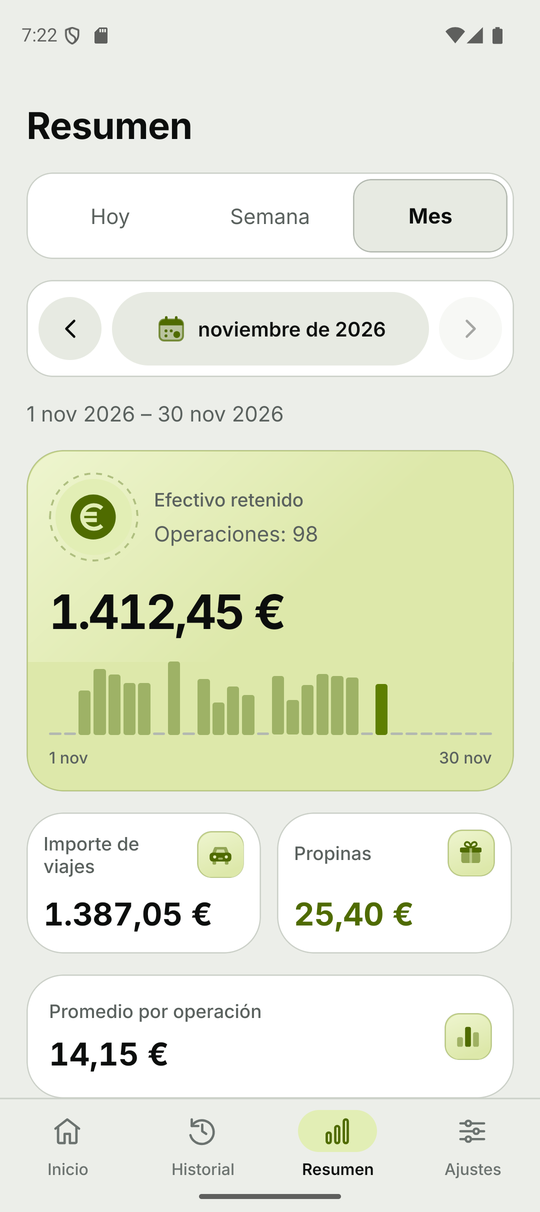 7:22
Resumen
Hoy
Semana
Mes
noviembre de 2026
1 nov 2026 – 30 nov 2026
Efectivo retenido
Operaciones: 98
1.412,45 €
1 nov
30 nov
Importe de
viajes
1.387,05 €
Propinas
25,40 €
Promedio por operación
14,15 €
Inicio
Historial
Resumen
Ajustes